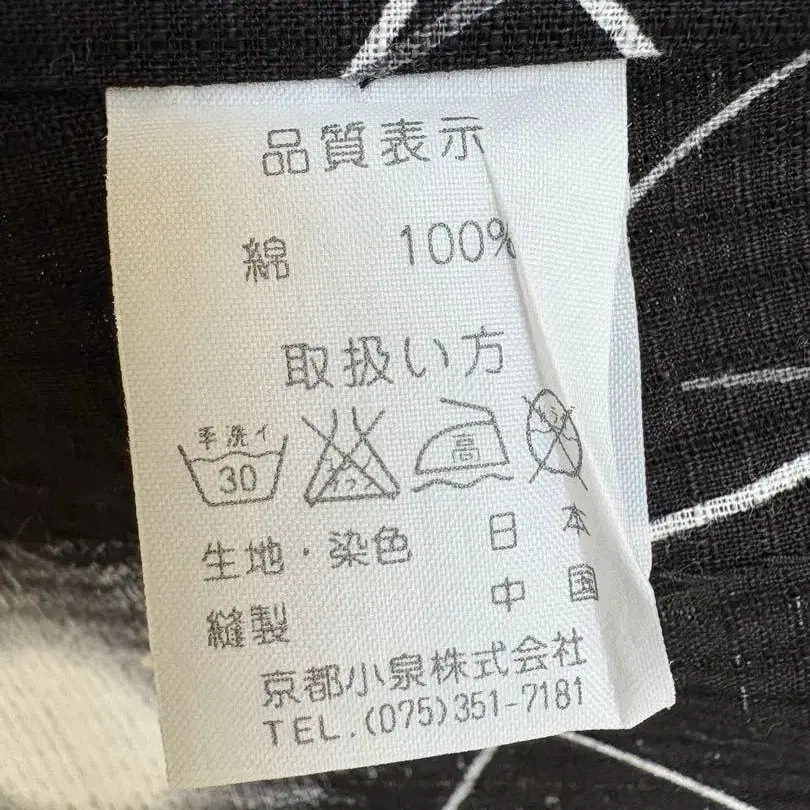 品質表示
綿 100%
取扱い方
手洗イ 30 高
生地・染色 日本
縫製 中国
京都小泉株式会社
TEL.(075)351-7181